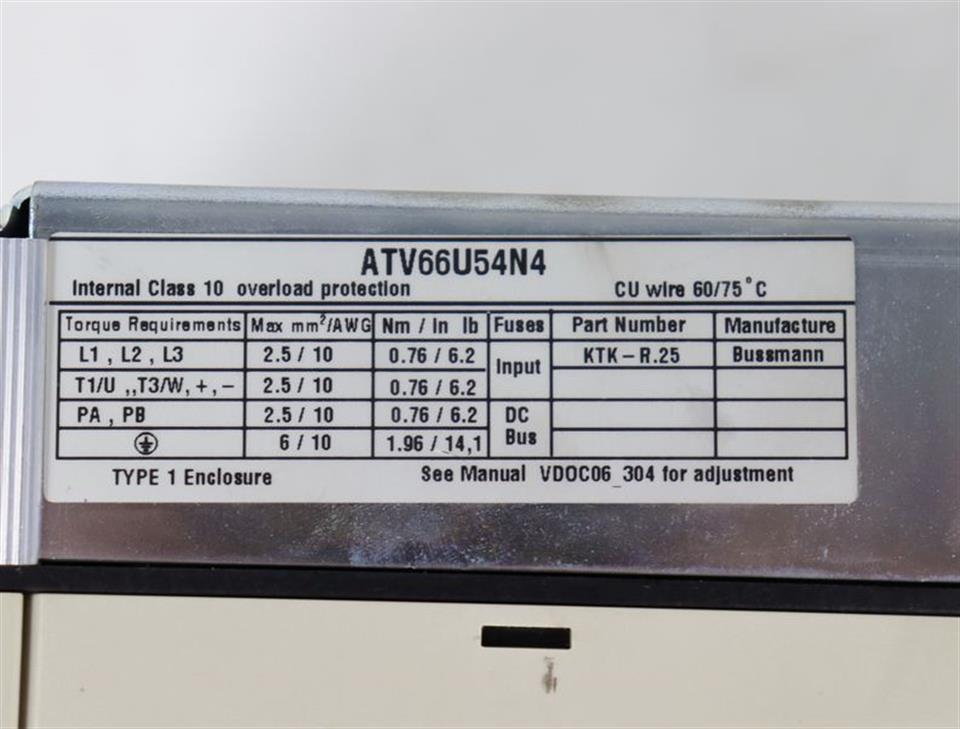 ATV66U54N4
Internal Class 10 overload protection CU wire 60/75°C
Torque Requirements Max mm²/AWG Nm / In lb Fuses Part Number Manufacture
L1 , L2 , L3 2.5 / 10 0.76 / 6.2 Input KTK – R.25 Bussmann
T1/U ,,T3/W, + , – 2.5 / 10 0.76 / 6.2
PA , PB 2.5 / 10 0.76 / 6.2 DC Bus
6 / 10 1.96 / 14,1
TYPE 1 Enclosure See Manual VDOC06_304 for adjustment